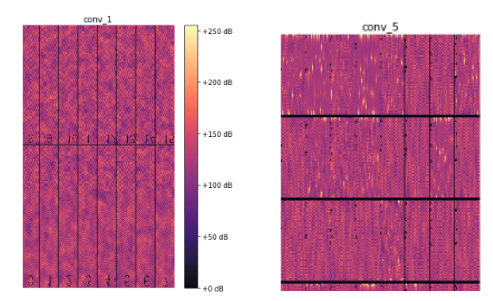 conv_1
+250 dB
+200 dB
+150 dB
+100 dB
+50 dB
+0 dB
conv_5